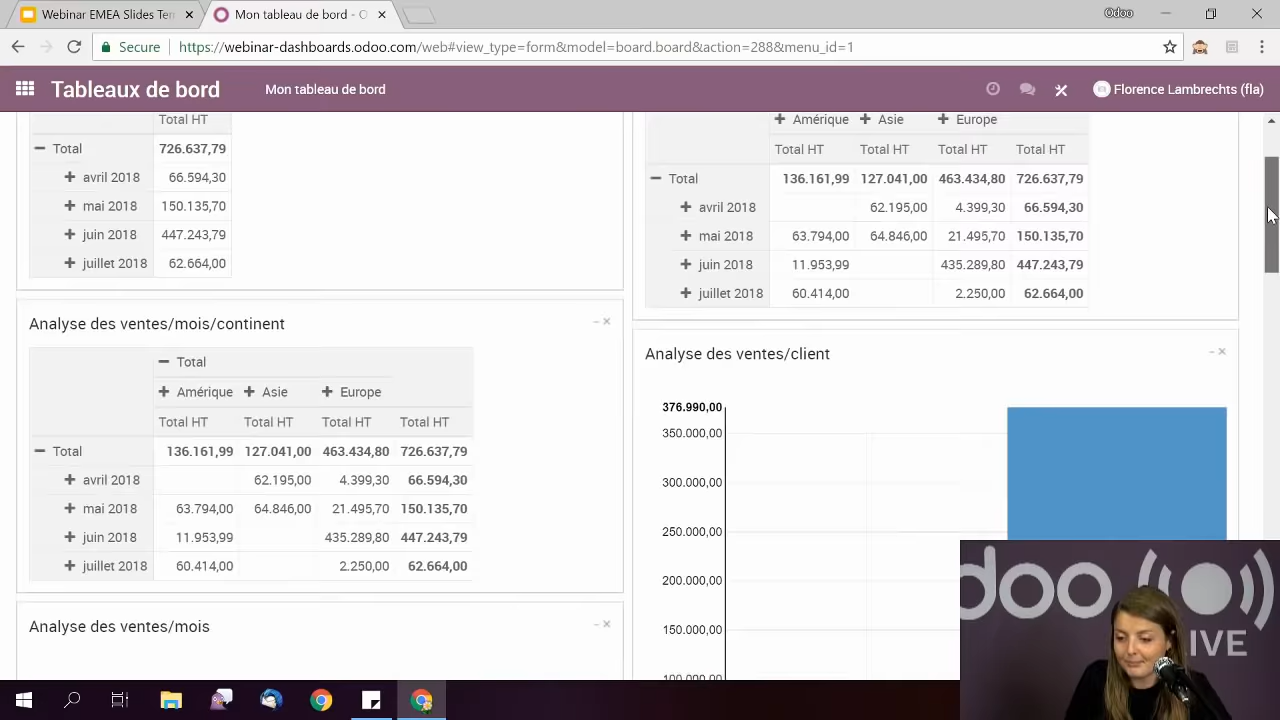 Webinar EMEA Slides Tem
Mon tableau de bord - O
Odoo
Secure
https://webinar-dashboards.odoo.com/web#view_type=form&model=board.board&action=288&menu_id=1
Tableaux de bord
Mon tableau de bord
Florence Lambrechts (fla)
Total HT
Total 726.637,79
avril 2018 66.594,30
mai 2018 150.135,70
juin 2018 447.243,79
juillet 2018 62.664,00
Amérique Asie Europe
Total HT Total HT Total HT Total HT
Total 136.161,99 127.041,00 463.434,80 726.637,79
avril 2018 62.195,00 4.399,30 66.594,30
mai 2018 63.794,00 64.846,00 21.495,70 150.135,70
juin 2018 11.953,99 435.289,80 447.243,79
juillet 2018 60.414,00 2.250,00 62.664,00
Analyse des ventes/mois/continent
Total
Amérique Asie Europe
Total HT Total HT Total HT Total HT
Total 136.161,99 127.041,00 463.434,80 726.637,79
avril 2018 62.195,00 4.399,30 66.594,30
mai 2018 63.794,00 64.846,00 21.495,70 150.135,70
juin 2018 11.953,99 435.289,80 447.243,79
juillet 2018 60.414,00 2.250,00 62.664,00
Analyse des ventes/client
376.990,00
350.000,00
300.000,00
250.000,00
200.000,00
150.000,00
100.000,00
Analyse des ventes/mois
doo
IVE